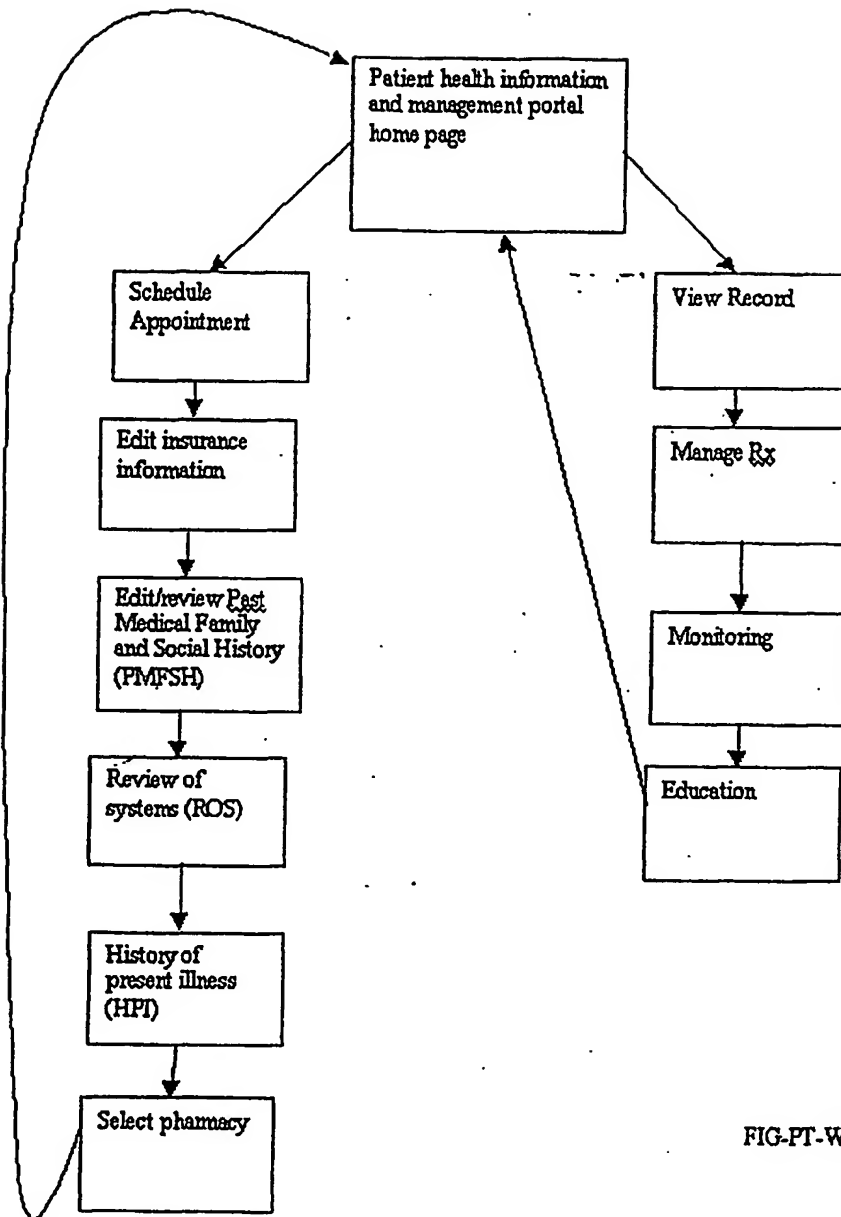 Patient health information
and management portal
home page
Schedule
Appointment
View Record
Edit insurance
information
Manage Rx
Edit/review Past
Medical Family
and Social History
(PMFSH)
Monitoring
Review of
systems (ROS)
Education
History of
present illness
(HPI)
Select pharmacy
FIG-PT-W